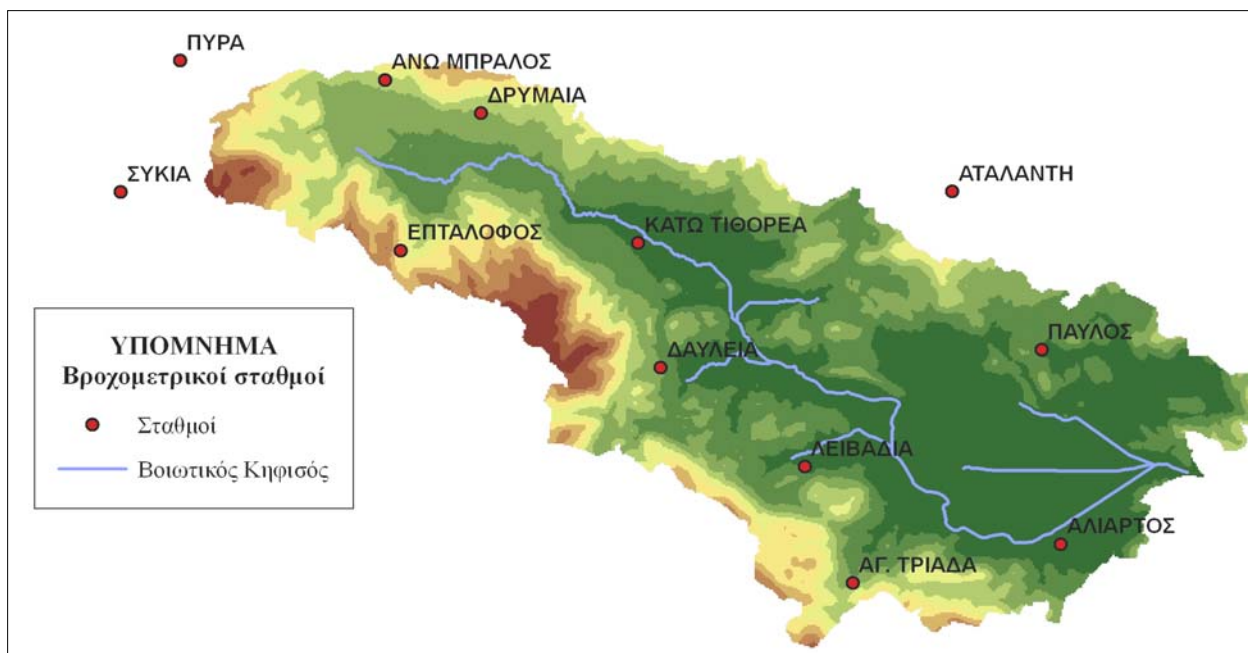 ΠΥΡΑ
ΑΝΩ ΜΠΡΑΛΟΣ
ΔΡΥΜΑΙΑ
ΣΥΚΙΑ
ΑΤΑΛΑΝΤΗ
ΕΠΤΑΛΟΦΟΣ
ΚΑΤΩ ΤΙΘΟΡΕΑ
ΠΑΥΛΟΣ
ΔΑΥΛΕΙΑ
ΛΕΙΒΑΔΙΑ
ΑΛΙΑΡΤΟΣ
ΑΓ. ΤΡΙΑΔΑ
ΥΠΟΜΝΗΜΑ
Βροχομετρικοί σταθμοί
Σταθμοί
Βοιωτικός Κηφισός